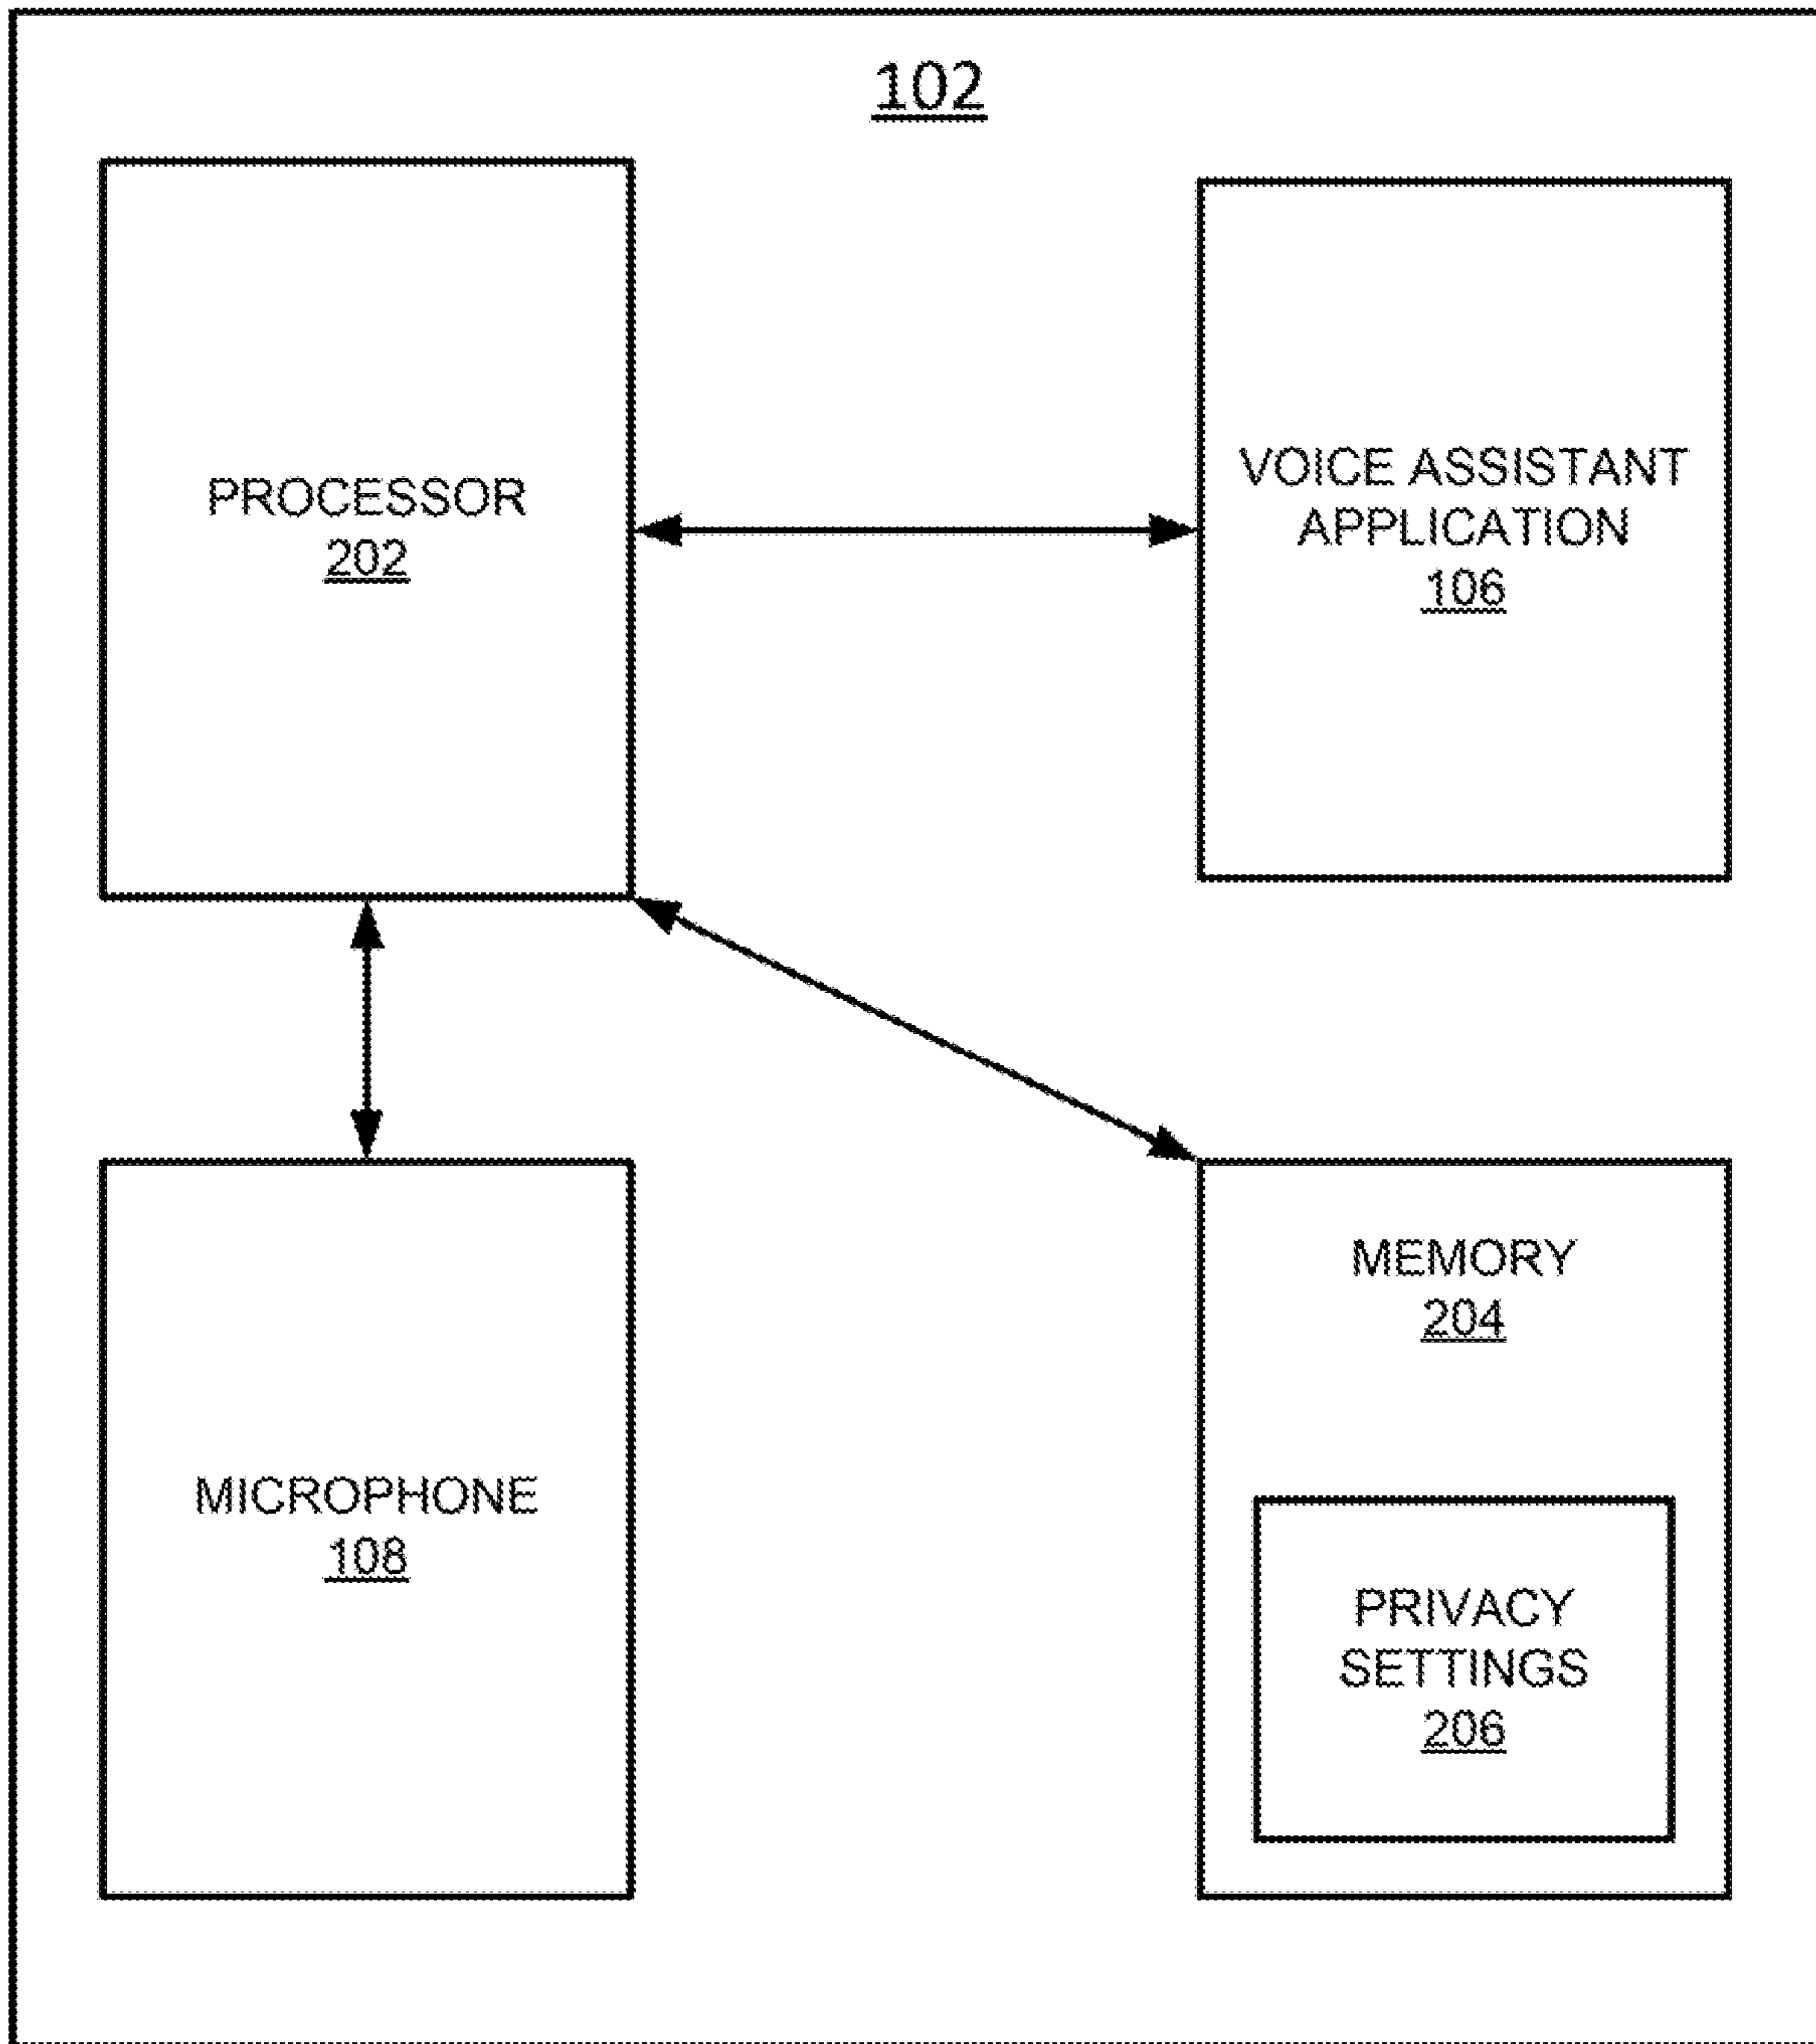 102
PROCESSOR
202
VOICE ASSISTANT
APPLICATION
106
MICROPHONE
108
MEMORY
204
PRIVACY
SETTINGS
206